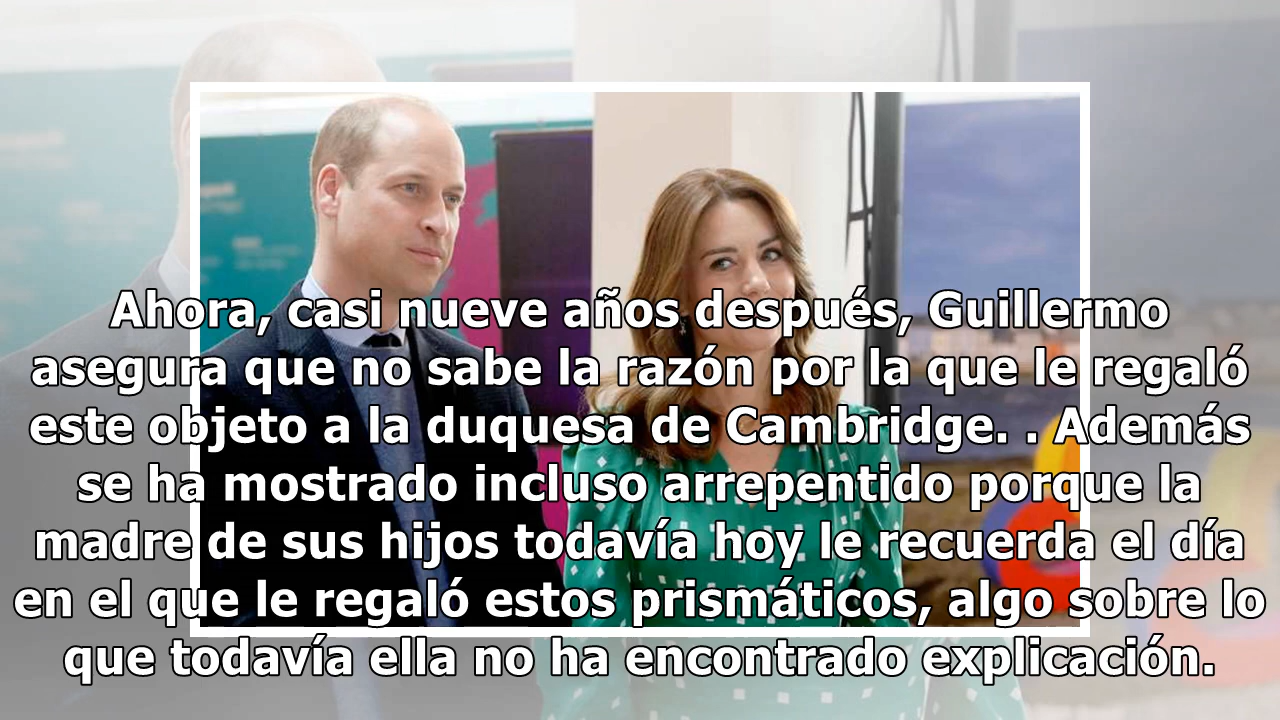 Ahora, casi nueve años después, Guillermo
asegura que no sabe la razón por la que le regaló
este objeto a la duquesa de Cambridge. . Además
se ha mostrado incluso arrepentido porque la
madre de sus hijos todavía hoy le recuerda el día
en el que le regaló estos prismáticos, algo sobre lo
que todavía ella no ha encontrado explicación.